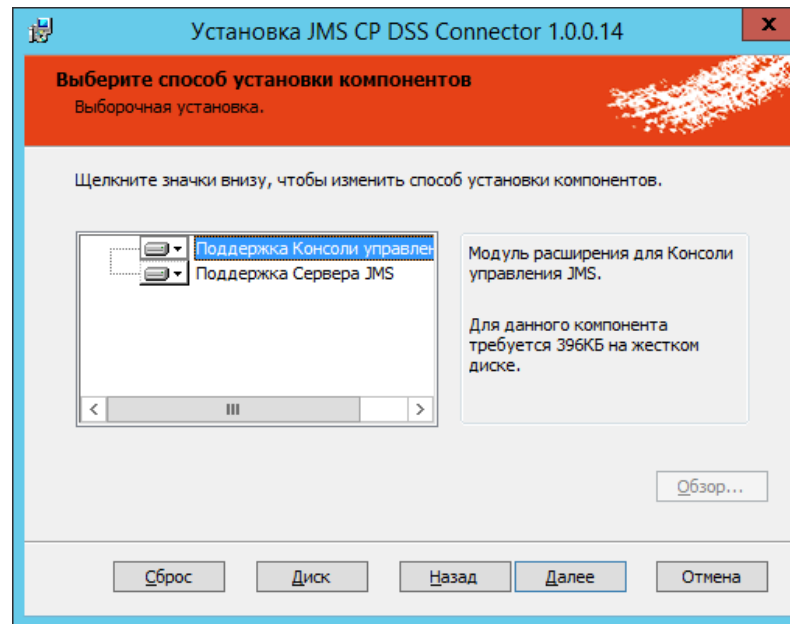 Установка JMS CP DSS Connector 1.0.0.14
x
Выберите способ установки компонентов
Выборочная установка.
Щелкните значки внизу, чтобы изменить способ установки компонентов.
Поддержка Консоли управлен
Поддержка Сервера JMS
Модуль расширения для Консоли
управления JMS.
Для данного компонента
требуется 396КБ на жестком
диске.
Обзор...
Сброс
Диск
Назад
Далее
Отмена